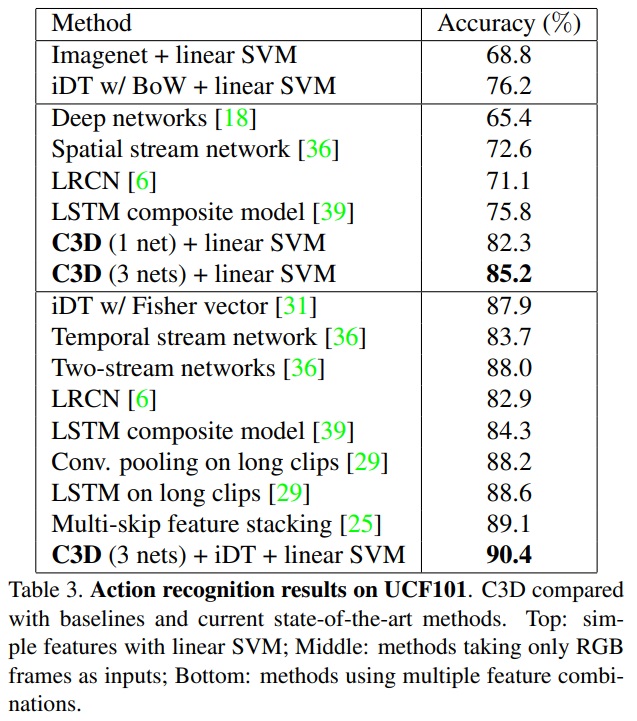 Method Accuracy (%)
Imagenet + linear SVM 68.8
iDT w/ BoW + linear SVM 76.2
Deep networks [18] 65.4
Spatial stream network [36] 72.6
LRCN [6] 71.1
LSTM composite model [39] 75.8
C3D (1 net) + linear SVM 82.3
C3D (3 nets) + linear SVM 85.2
iDT w/ Fisher vector [31] 87.9
Temporal stream network [36] 83.7
Two-stream networks [36] 88.0
LRCN [6] 82.9
LSTM composite model [39] 84.3
Conv. pooling on long clips [29] 88.2
LSTM on long clips [29] 88.6
Multi-skip feature stacking [25] 89.1
C3D (3 nets) + iDT + linear SVM 90.4
Table 3. Action recognition results on UCF101. C3D compared
with baselines and current state-of-the-art methods. Top: sim-
ple features with linear SVM; Middle: methods taking only RGB
frames as inputs; Bottom: methods using multiple feature combi-
nations.